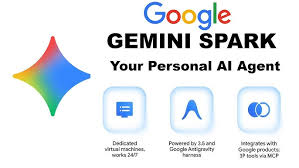 Google
GEMINI SPARK
Your Personal AI Agent
Dedicated
virtual machines,
works 24/7
Powered by 3.5 and
Google Antigravity
harness
Integrates with
Google products,
3P tools via MCP